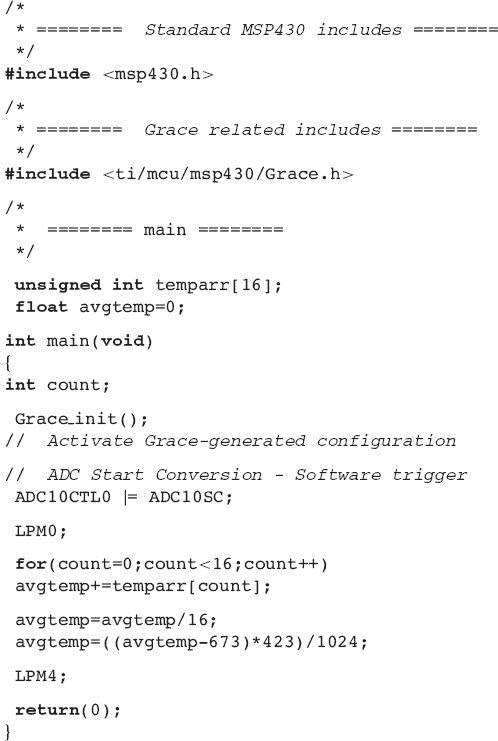 /*
* ======== Standard MSP430 includes ========
*/
#include <msp430.h>
/*
* ======== Grace related includes ========
*/
#include <ti/mcu/msp430/Grace.h>
/*
* ======== main ========
*/
unsigned int temparr[16];
float avgtemp=0;
int main(void)
{
int count;
Grace_init();
// Activate Grace-generated configuration
// ADC Start Conversion - Software trigger
ADC10CTL0 |= ADC10SC;
LPM0;
for(count=0;count<16;count++)
avgtemp+=temparr[count];
avgtemp=avgtemp/16;
avgtemp=((avgtemp-673)*423)/1024;
LPM4;
return(0);
}